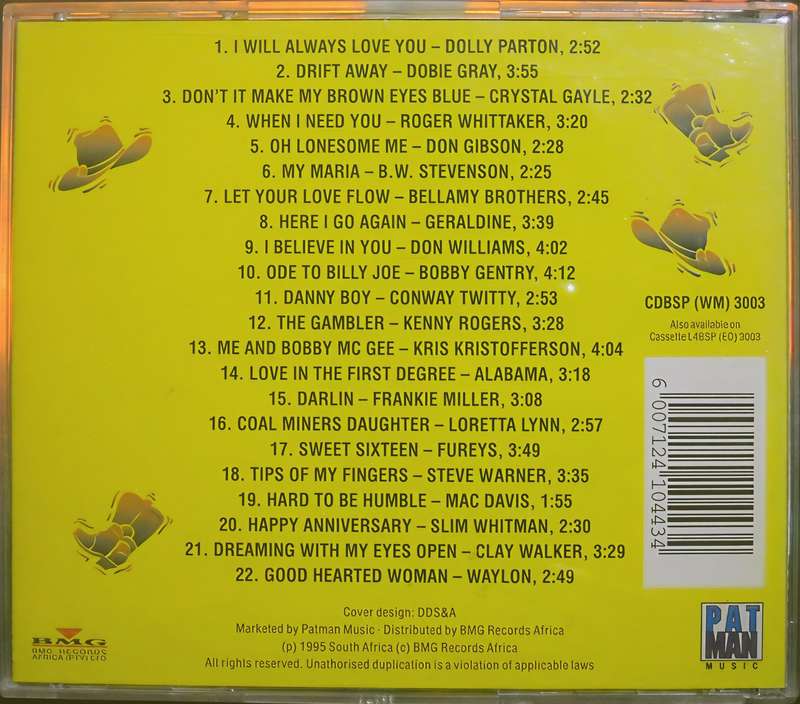 1. I WILL ALWAYS LOVE YOU – DOLLY PARTON, 2:52
2. DRIFT AWAY – DOBIE GRAY, 3:55
3. DON'T IT MAKE MY BROWN EYES BLUE – CRYSTAL GAYLE, 2:32
4. WHEN I NEED YOU – ROGER WHITTAKER, 3:20
5. OH LONESOME ME – DON GIBSON, 2:28
6. MY MARIA – B.W. STEVENSON, 2:25
7. LET YOUR LOVE FLOW – BELLAMY BROTHERS, 2:45
8. HERE I GO AGAIN – GERALDINE, 3:39
9. I BELIEVE IN YOU – DON WILLIAMS, 4:02
10. ODE TO BILLY JOE – BOBBY GENTRY, 4:12
11. DANNY BOY – CONWAY TWITTY, 2:53
12. THE GAMBLER – KENNY ROGERS, 3:28
13. ME AND BOBBY MC GEE – KRIS KRISTOFFERSON, 4:04
14. LOVE IN THE FIRST DEGREE – ALABAMA, 3:18
15. DARLIN – FRANKIE MILLER, 3:08
16. COAL MINERS DAUGHTER – LORETTA LYNN, 2:57
17. SWEET SIXTEEN – FUREYS, 3:49
18. TIPS OF MY FINGERS – STEVE WARNER, 3:35
19. HARD TO BE HUMBLE – MAC DAVIS, 1:55
20. HAPPY ANNIVERSARY – SLIM WHITMAN, 2:30
21. DREAMING WITH MY EYES OPEN – CLAY WALKER, 3:29
22. GOOD HEARTED WOMAN – WAYLON, 2:49
CDBSP (WM) 3003
Also available on
Cassette L4BSP (EO) 3003
6 007124 104434
Cover design: DDS&A
Marketed by Patman Music · Distributed by BMG Records Africa
(p) 1995 South Africa (c) BMG Records Africa
All rights reserved. Unathorised duplication is a violation of applicable laws
BMG
BMG RECORDS
AFRICA (PTY) LTD
PAT
MAN
MUSIC